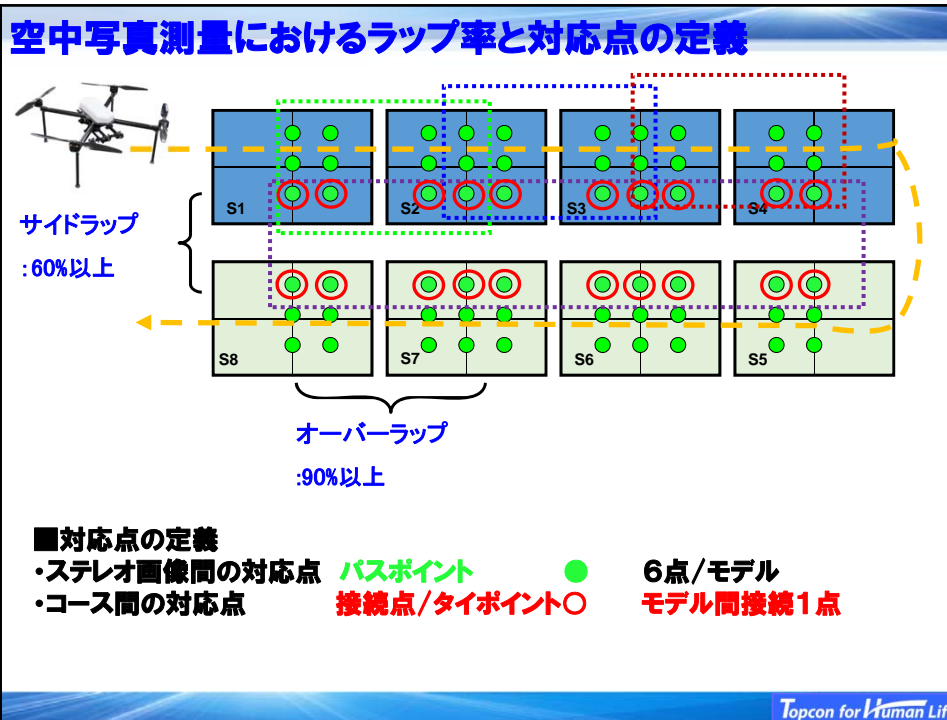 空中写真測量におけるラップ率と対応点の定義
S1
S2
S3
S4
サイドラップ
:60%以上
S8
S7
S6
S5
オーバーラップ
:90%以上
■対応点の定義
・ステレオ画像間の対応点 パスポイント ● 6点/モデル
・コース間の対応点 接続点/タイポイント○ モデル間接続1点
Topcon for Human Lif